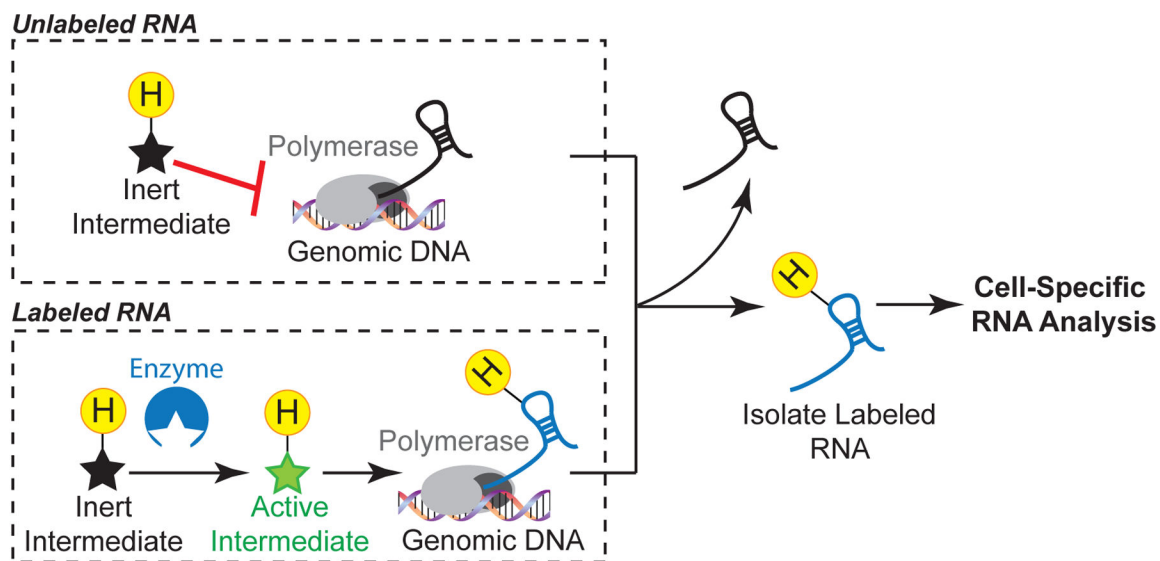 Unlabeled RNA
H
Polymerase
Inert
Intermediate
Genomic DNA
Labeled RNA
Enzyme
H
H
H
Polymerase
Inert
Intermediate
Active
Intermediate
Genomic DNA
H
Isolate Labeled
RNA
Cell-Specific
RNA Analysis